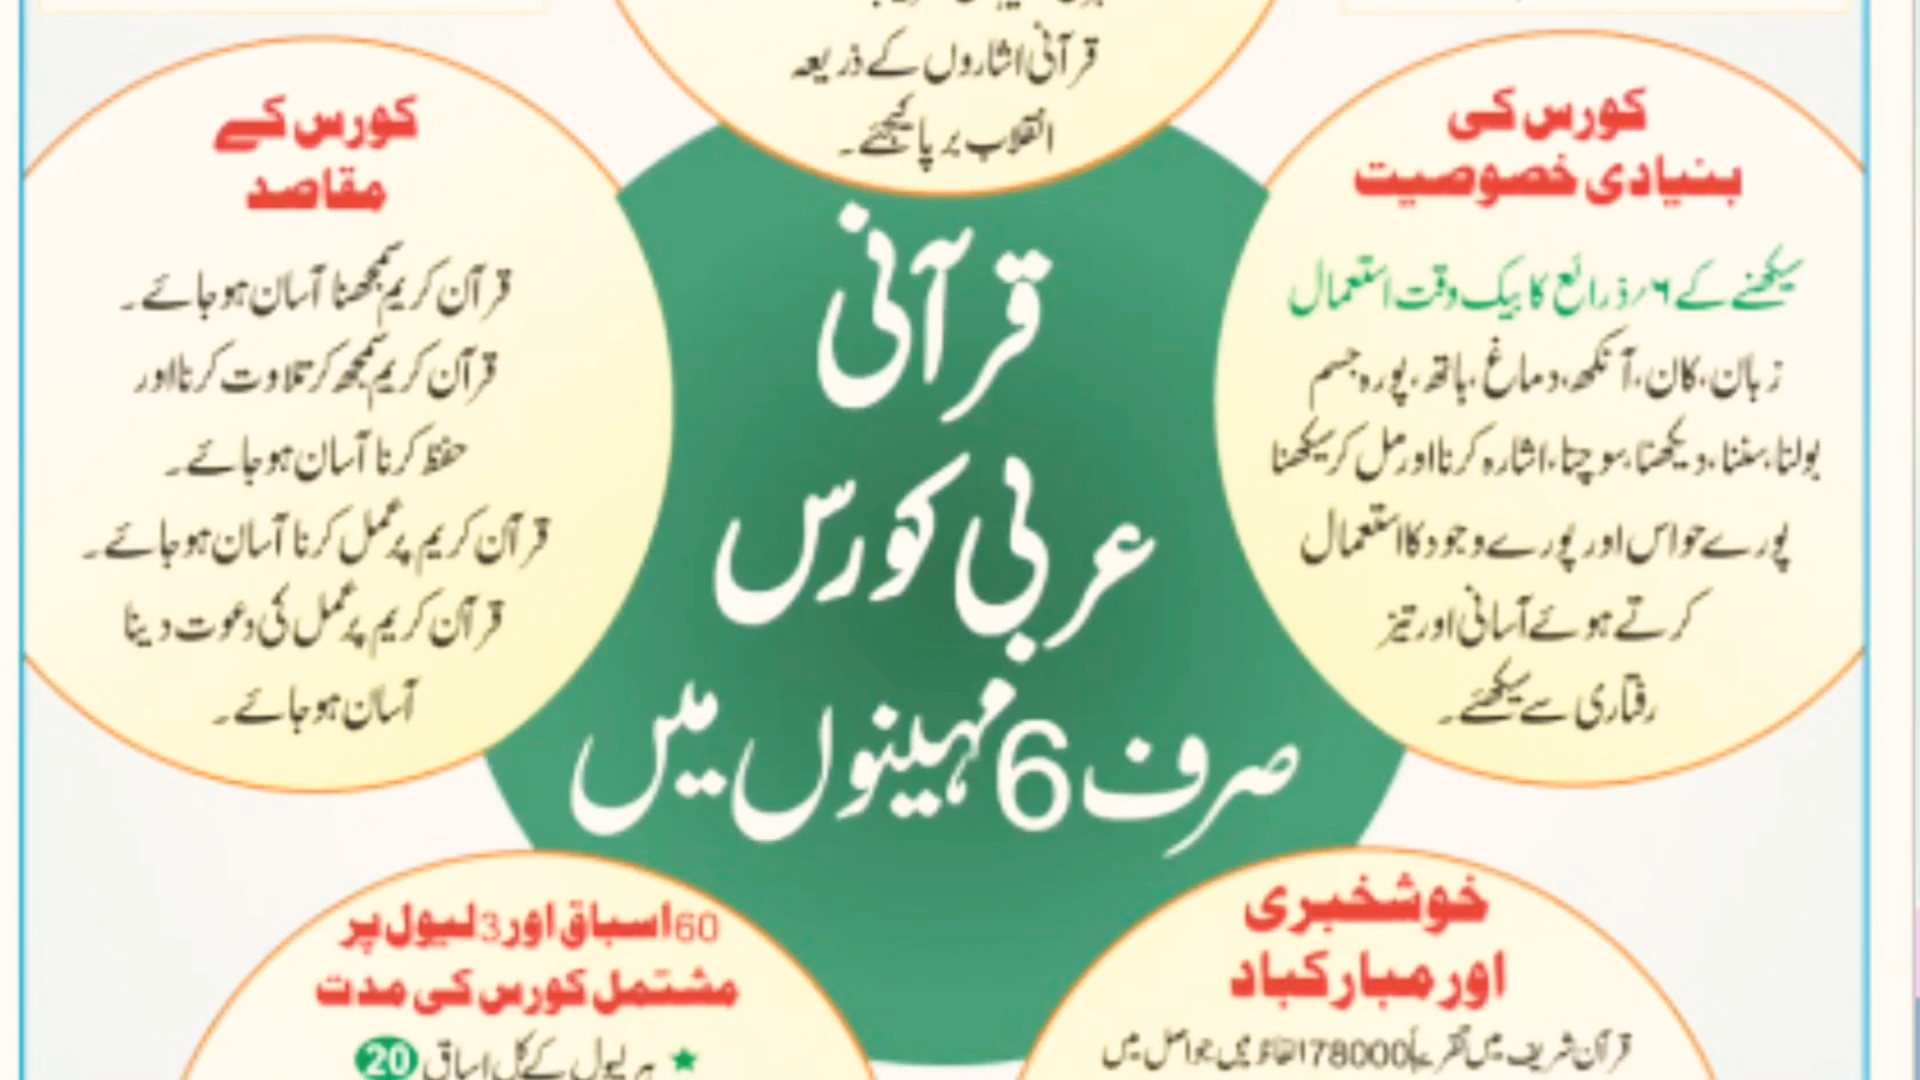 قرآنی اشاروں کے ذریعہ
انقلاب برپا کیجئے۔
کورس کی
بنیادی خصوصیت
سیکھنے کے ۶؍ذرائع کا بیک وقت استعمال
زبان، کان، آنکھ، دماغ، ہاتھ، پورہ جسم
بولنا، سننا، دیکھنا، سوچنا، اشارہ کرنا اور مل کر سیکھنا
پورے حواس اور پورے وجود کا استعمال
کرتے ہوئے آسانی اور تیز
رفتاری سے سیکھئے۔
قرآنی
عربی کورس
صرف 6 مہینوں میں
کورس کے
مقاصد
قرآن کریم سمجھنا آسان ہو جائے۔
قرآن کریم سمجھ کر تلاوت کرنا اور
حفظ کرنا آسان ہو جائے۔
قرآن کریم پر عمل کرنا آسان ہو جائے۔
قرآن کریم پر عمل کی دعوت دینا
آسان ہو جائے۔
خوشخبری
اور مبارکباد
قرآن شریف میں تقریباً 78000 الفاظ ہیں جو اصل میں
60 اسباق اور 3 لیول پر
مشتمل کورس کی مدت
★ ہر لیول کے کل اسباق 20